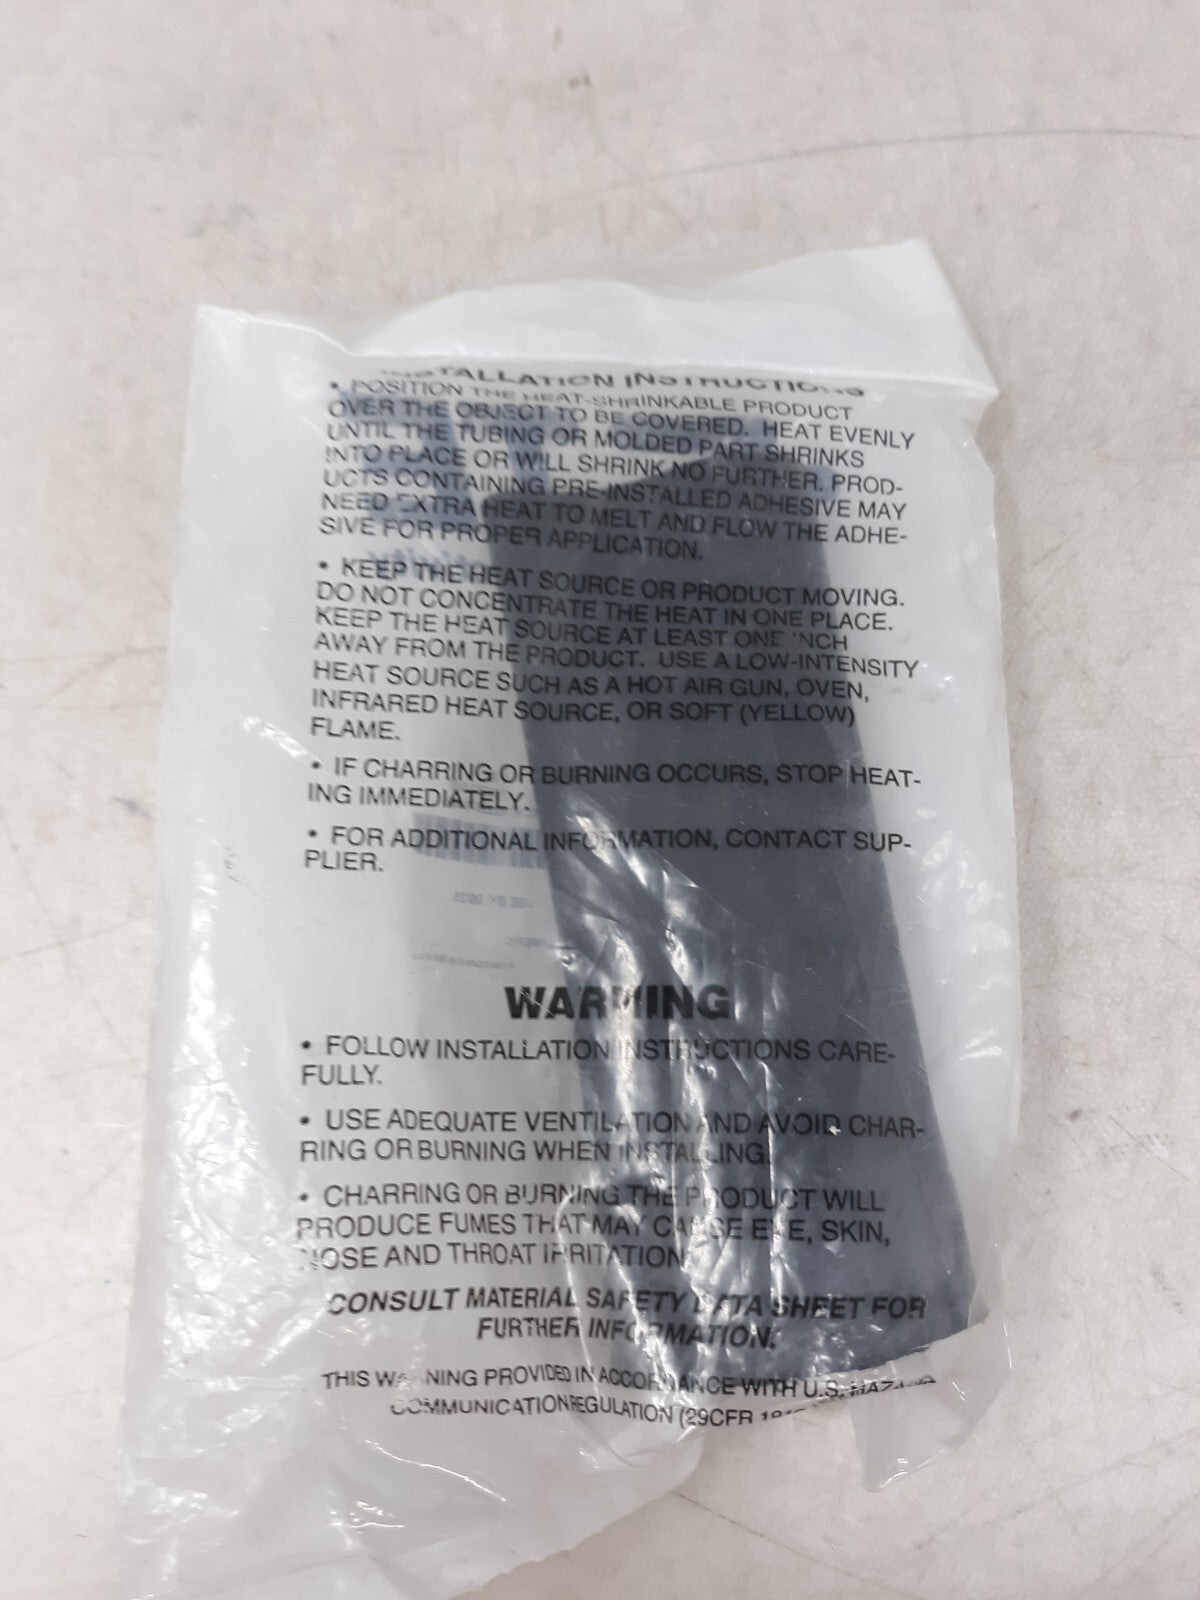 INSTALLATION INSTRUCTIONS
• POSITION THE HEAT-SHRINKABLE PRODUCT
OVER THE OBJECT TO BE COVERED. HEAT EVENLY
UNTIL THE TUBING OR MOLDED PART SHRINKS
INTO PLACE OR WILL SHRINK NO FURTHER. PROD-
UCTS CONTAINING PRE-INSTALLED ADHESIVE MAY
NEED EXTRA HEAT TO MELT AND FLOW THE ADHE-
SIVE FOR PROPER APPLICATION.
• KEEP THE HEAT SOURCE OR PRODUCT MOVING.
DO NOT CONCENTRATE THE HEAT IN ONE PLACE.
KEEP THE HEAT SOURCE AT LEAST ONE INCH
AWAY FROM THE PRODUCT. USE A LOW-INTENSITY
HEAT SOURCE SUCH AS A HOT AIR GUN, OVEN,
INFRARED HEAT SOURCE, OR SOFT (YELLOW)
FLAME.
• IF CHARRING OR BURNING OCCURS, STOP HEAT-
ING IMMEDIATELY.
• FOR ADDITIONAL INFORMATION, CONTACT SUP-
PLIER.
USE BY
WARNING
• FOLLOW INSTALLATION INSTRUCTIONS CARE-
FULLY.
• USE ADEQUATE VENTILATION AND AVOID CHAR-
RING OR BURNING WHEN INSTALLING.
• CHARRING OR BURNING THE PRODUCT WILL
PRODUCE FUMES THAT MAY CAUSE EYE, SKIN,
NOSE AND THROAT IRRITATION.
CONSULT MATERIAL SAFETY DATA SHEET FOR
FURTHER INFORMATION.
THIS WARNING PROVIDED IN ACCORDANCE WITH U.S. HAZARD
COMMUNICATION REGULATION (29CFR